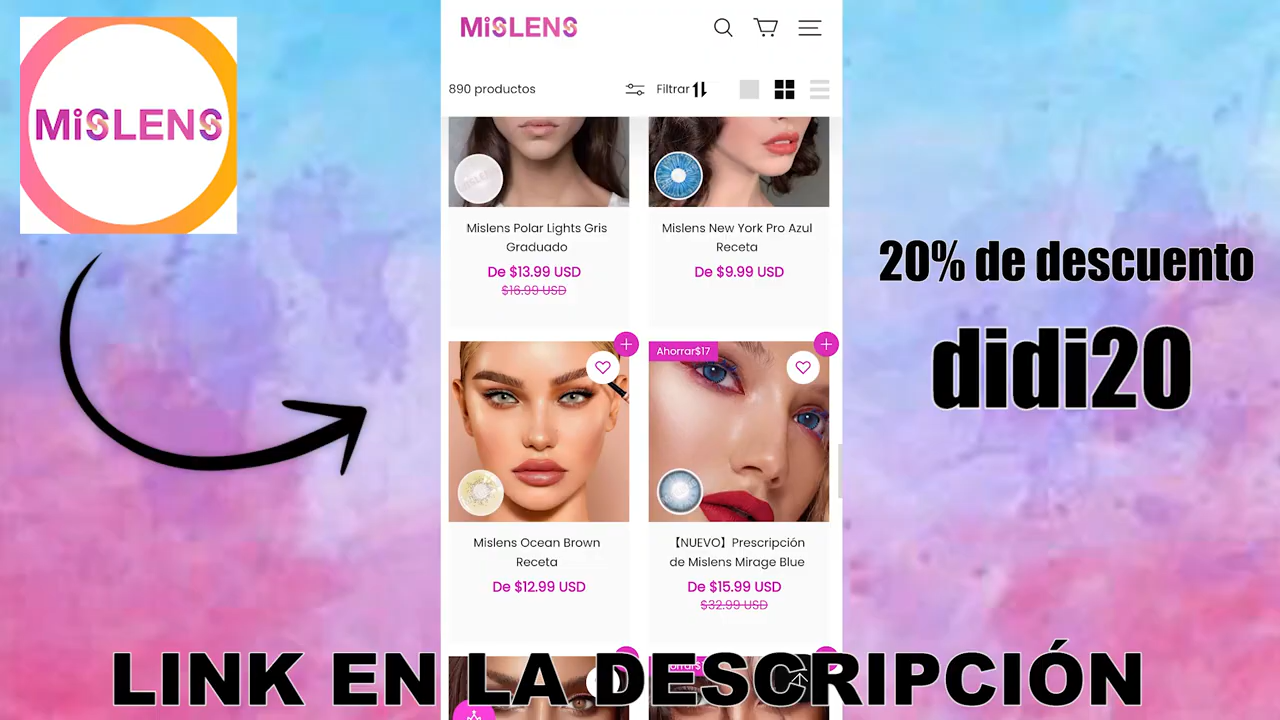 MiSLENS
MiSLENS
890 productos
Filtrar
Mislens Polar Lights Gris
Graduado
De $13.99 USD
$16.99 USD
Mislens New York Pro Azul
Receta
De $9.99 USD
20% de descuento
didi20
Ahorrar$17
Mislens Ocean Brown
Receta
De $12.99 USD
【NUEVO】Prescripción
de Mislens Mirage Blue
De $15.99 USD
$32.99 USD
LINK EN LA DESCRIPCIÓN